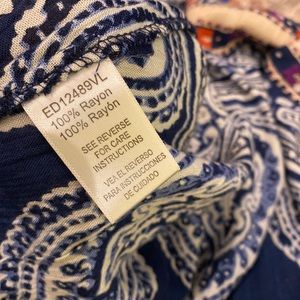 ED12489VL
100% Rayon
100% Rayón
SEE REVERSE
FOR CARE
INSTRUCTIONS
VEA EL REVERSO
PARA INSTRUCCIONES
DE CUIDADO